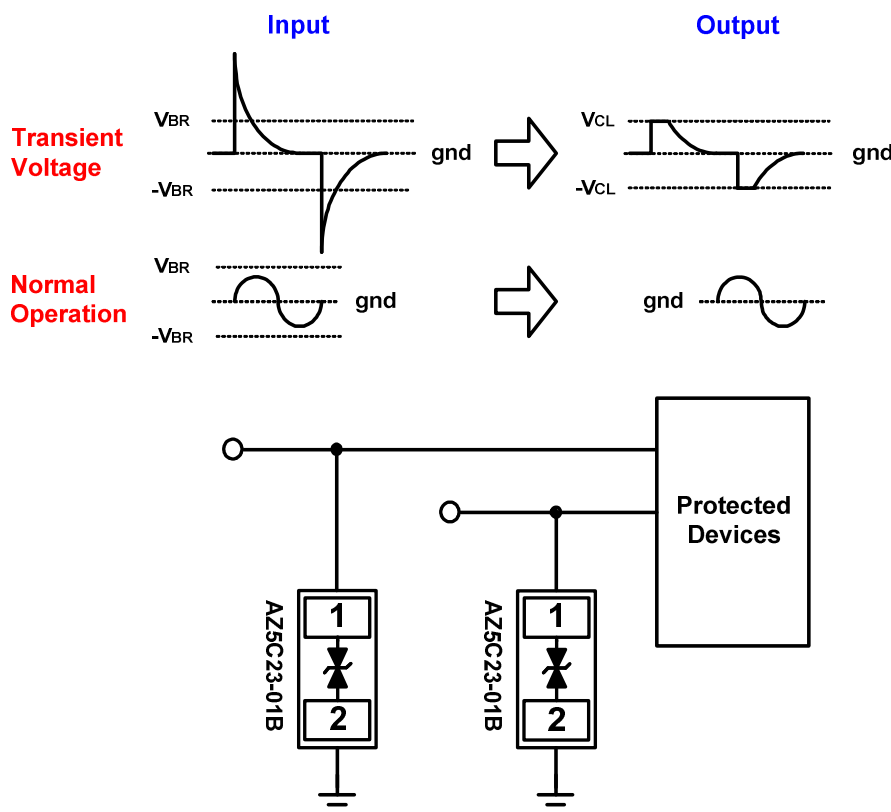 Input
Output
VBR
VCL
Transient
Voltage
gnd
gnd
-VBR
-VCL
VBR
Normal
Operation
gnd
gnd
-VBR
Protected
Devices
AZ5C23-01B
1
2
AZ5C23-01B
1
2